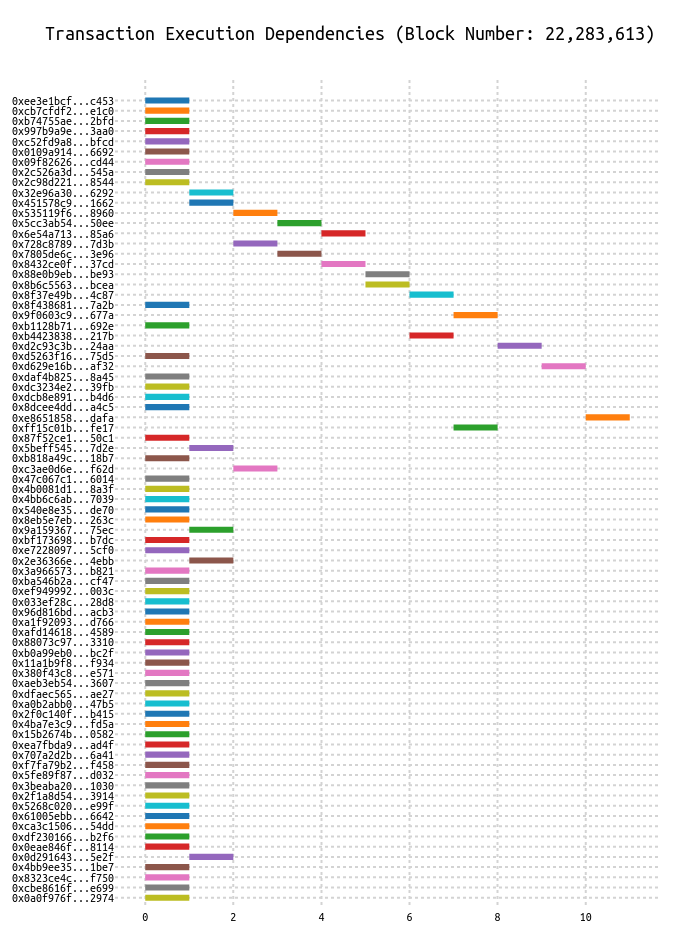 Transaction Execution Dependencies (Block Number: 22,283,613)
0xee3e1bcf...c453
0xcb7cfdf2...e1c0
0xb74755ae...2bfd
0x997b9a9e...3aa0
0xc52fd9a8...bfcd
0x0109a914...6692
0x09f82626...cd44
0x2c526a3d...545a
0x2c98d221...8544
0x32e96a30...6292
0x451578c9...1662
0x535119f6...8960
0x5cc3ab54...50ee
0x6e54a713...85a6
0x728c8789...7d3b
0x7805de6c...3e96
0x8432ce0f...37cd
0x88e0b9eb...be93
0x8b6c5563...bcea
0x8f37e49b...4c87
0x8f438681...7a2b
0x9f0603c9...677a
0xb1128b71...692e
0xb4423838...217b
0xd2c93c3b...24aa
0xd5263f16...75d5
0xd629e16b...af32
0xdaf4b825...8a45
0xdc3234e2...39fb
0xdcb8e891...b4d6
0x8dcee4dd...a4c5
0xe8651858...dafa
0xff15c01b...fe17
0x87f52ce1...50c1
0x5beff545...7d2e
0xb818a49c...18b7
0xc3ae0d6e...f62d
0x47c067c1...6014
0x4b0081d1...8a3f
0x4bb6c6ab...7039
0x540e8e35...de70
0x8eb5e7eb...263c
0x9a159367...75ec
0xbf173698...b7dc
0xe7228097...5cf0
0x2e36366e...4ebb
0x3a966573...b821
0xba546b2a...cf47
0xef949992...003c
0x033ef28c...28d8
0x96d816bd...acb3
0xa1f92093...d766
0xafd14618...4589
0x88073c97...3310
0xb0a99eb0...bc2f
0x11a1b9f8...f934
0x380f43c8...e571
0xaeb3eb54...3607
0xdfaec565...ae27
0xa0b2abb0...47b5
0x2f0c140f...b415
0x4ba7e3c9...fd5a
0x15b2674b...0582
0xea7fbda9...ad4f
0x707a2d2b...6a41
0xf7fa79b2...f458
0x5fe89f87...d032
0x3beaba20...1030
0x2f1a8d54...3914
0x5268c020...e99f
0x61005ebb...6642
0xca3c1506...54dd
0xdf230166...b2f6
0x0eae846f...8114
0x0d291643...5e2f
0x4bb9ee35...1be7
0x8323ce4c...f750
0xcbe8616f...e699
0x0a0f976f...2974
0 2 4 6 8 10